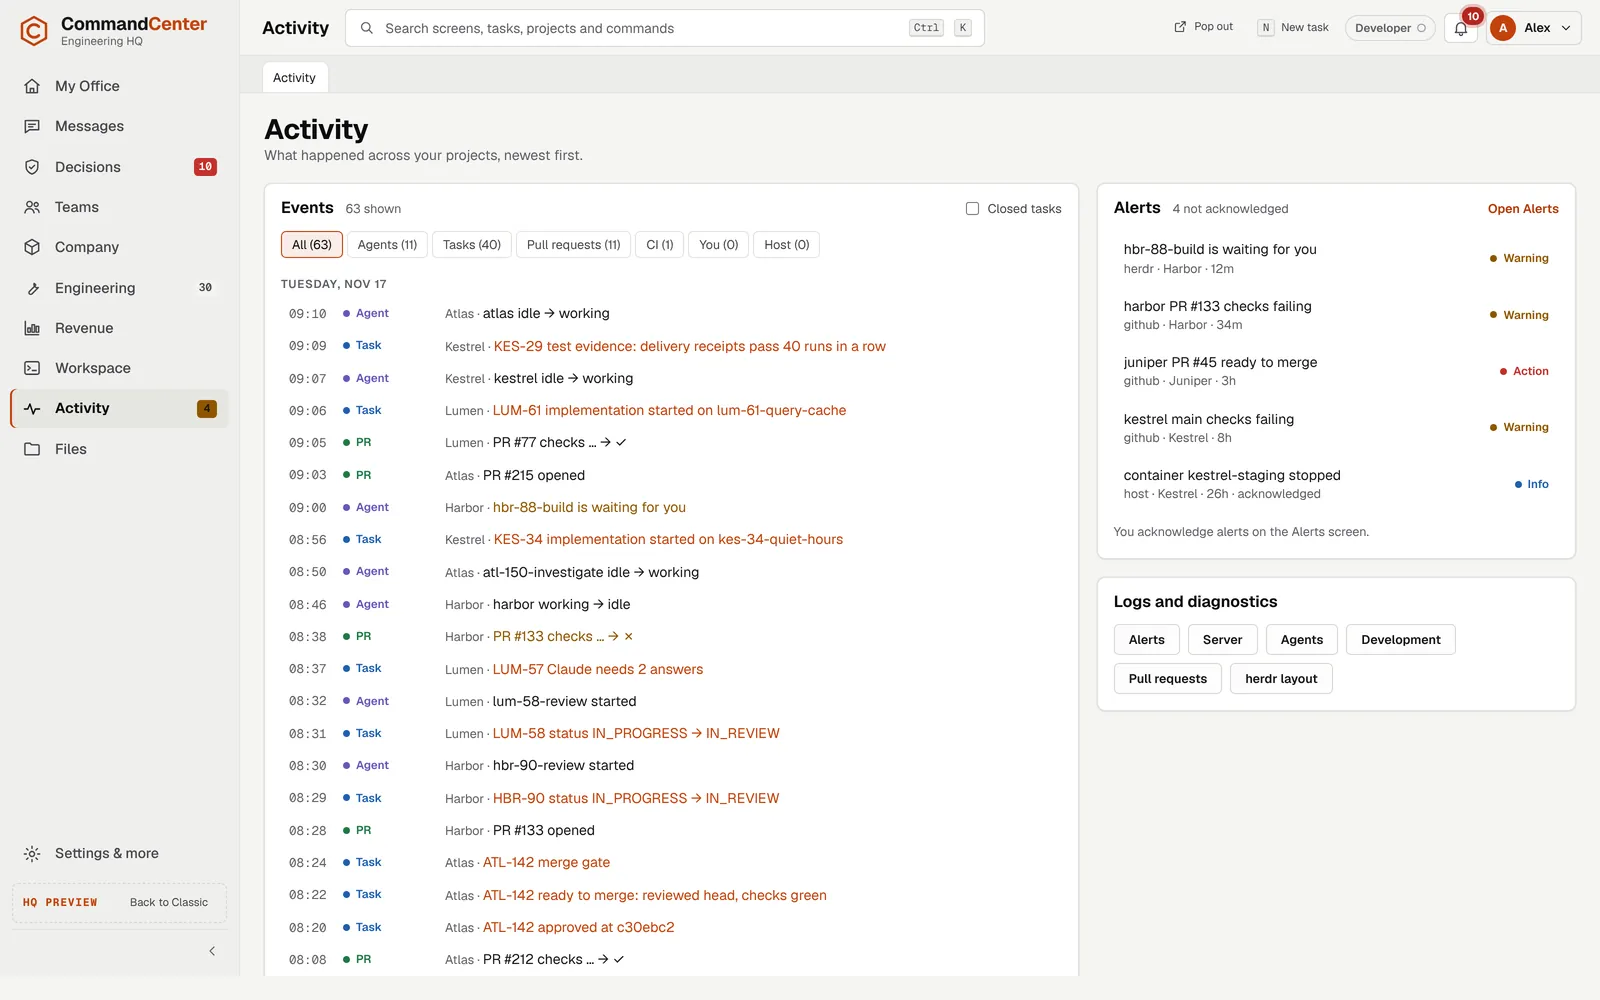 CommandCenter
Engineering HQ
My Office
Messages
Decisions 10
Teams
Company
Engineering 30
Revenue
Workspace
Activity 4
Files
Settings & more
HQ PREVIEW Back to Classic
Activity
Search screens, tasks, projects and commands Ctrl K
Pop out
N New task
Developer
10
A Alex
Activity
Activity
What happened across your projects, newest first.
Events 63 shown Closed tasks
All (63) Agents (11) Tasks (40) Pull requests (11) CI (1) You (0) Host (0)
TUESDAY, NOV 17
09:10 Agent Atlas · atlas idle → working
09:09 Task Kestrel · KES-29 test evidence: delivery receipts pass 40 runs in a row
09:07 Agent Kestrel · kestrel idle → working
09:06 Task Lumen · LUM-61 implementation started on lum-61-query-cache
09:05 PR Lumen · PR #77 checks … → ✓
09:03 PR Atlas · PR #215 opened
09:00 Agent Harbor · hbr-88-build is waiting for you
08:56 Task Kestrel · KES-34 implementation started on kes-34-quiet-hours
08:50 Agent Atlas · atl-150-investigate idle → working
08:46 Agent Harbor · harbor working → idle
08:38 PR Harbor · PR #133 checks … → ×
08:37 Task Lumen · LUM-57 Claude needs 2 answers
08:32 Agent Lumen · lum-58-review started
08:31 Task Lumen · LUM-58 status IN_PROGRESS → IN_REVIEW
08:30 Agent Harbor · hbr-90-review started
08:29 Task Harbor · HBR-90 status IN_PROGRESS → IN_REVIEW
08:28 PR Harbor · PR #133 opened
08:24 Task Atlas · ATL-142 merge gate
08:22 Task Atlas · ATL-142 ready to merge: reviewed head, checks green
08:20 Task Atlas · ATL-142 approved at c30ebc2
08:08 PR Atlas · PR #212 checks … → ✓
Alerts 4 not acknowledged Open Alerts
hbr-88-build is waiting for you
herdr · Harbor · 12m
Warning
harbor PR #133 checks failing
github · Harbor · 34m
Warning
juniper PR #45 ready to merge
github · Juniper · 3h
Action
kestrel main checks failing
github · Kestrel · 8h
Warning
container kestrel-staging stopped
host · Kestrel · 26h · acknowledged
Info
You acknowledge alerts on the Alerts screen.
Logs and diagnostics
Alerts Server Agents Development
Pull requests herdr layout